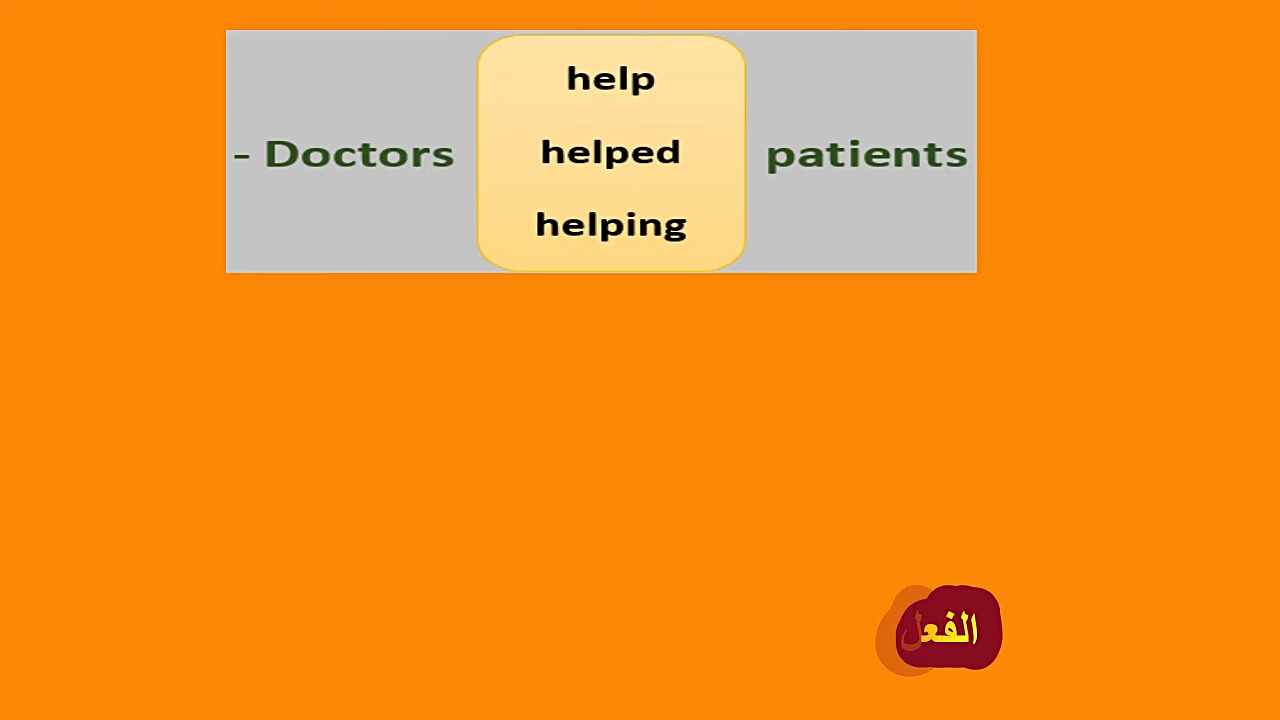 help
- Doctors helped patients
helping
الفعل